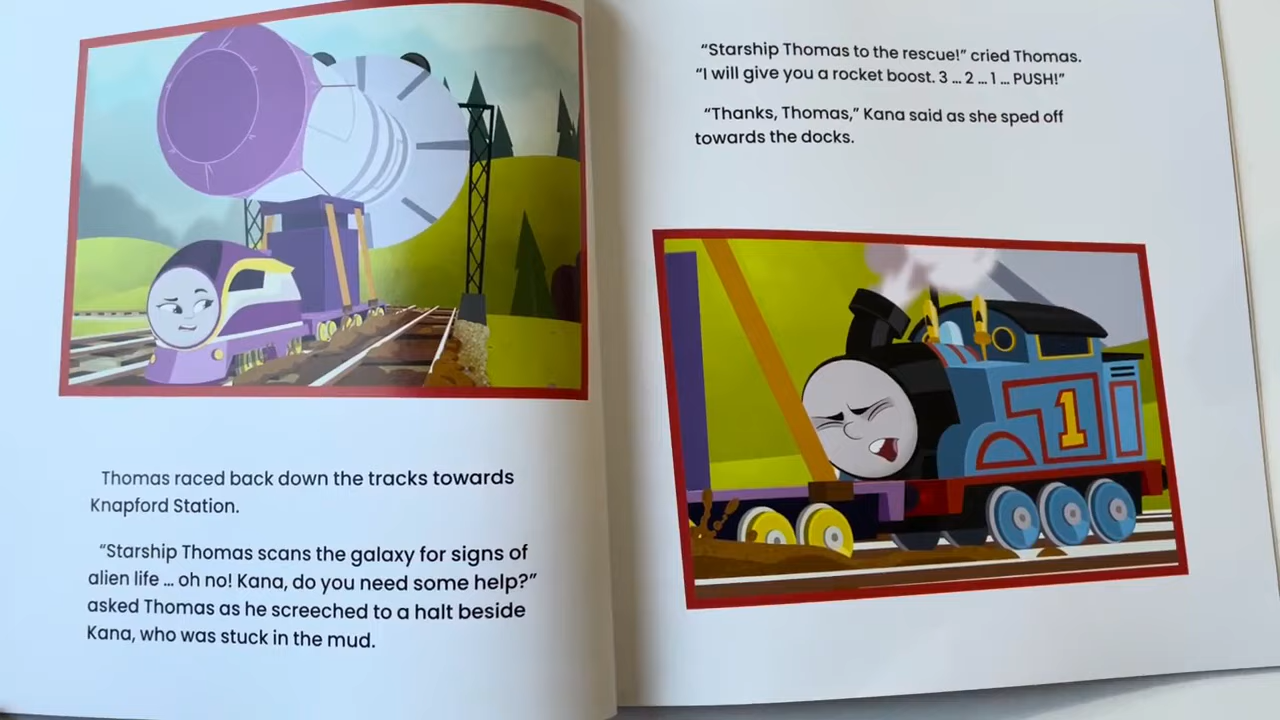 Thomas raced back down the tracks towards
Knapford Station.
“Starship Thomas scans the galaxy for signs of
alien life ... oh no! Kana, do you need some help?”
asked Thomas as he screeched to a halt beside
Kana, who was stuck in the mud.
“Starship Thomas to the rescue!” cried Thomas.
“I will give you a rocket boost. 3 ... 2 ... 1 ... PUSH!”
“Thanks, Thomas,” Kana said as she sped off
towards the docks.
1